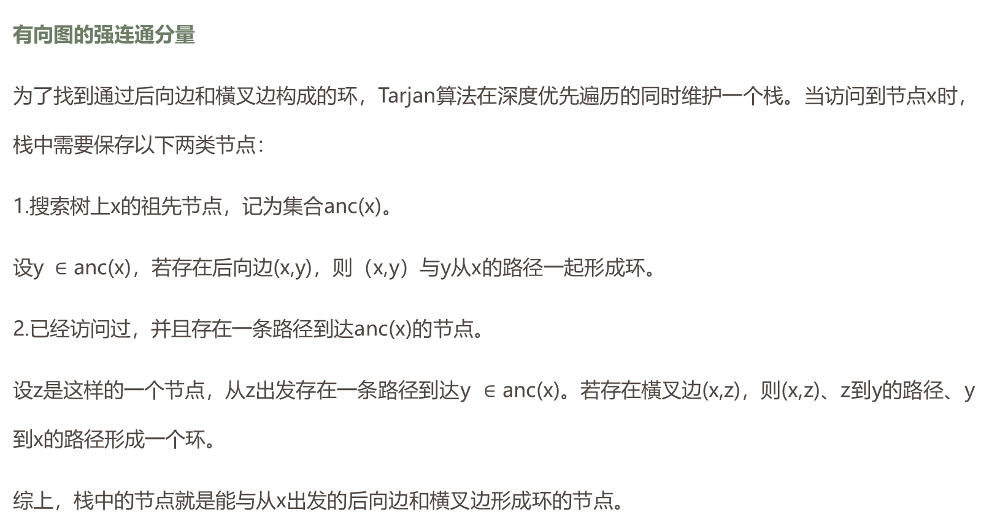 有向图的强连通分量
为了找到通过后向边和横叉边构成的环，Tarjan算法在深度优先遍历的同时维护一个栈。当访问到节点x时，
栈中需要保存以下两类节点：
1.搜索树上x的祖先节点，记为集合anc(x)。
设y ∈ anc(x)，若存在后向边(x,y)，则（x,y）与y从x的路径一起形成环。
2.已经访问过，并且存在一条路径到达anc(x)的节点。
设z是这样的一个节点，从z出发存在一条路径到达y ∈ anc(x)。若存在横叉边(x,z)，则(x,z)、z到y的路径、y
到x的路径形成一个环。
综上，栈中的节点就是能与从x出发的后向边和横叉边形成环的节点。